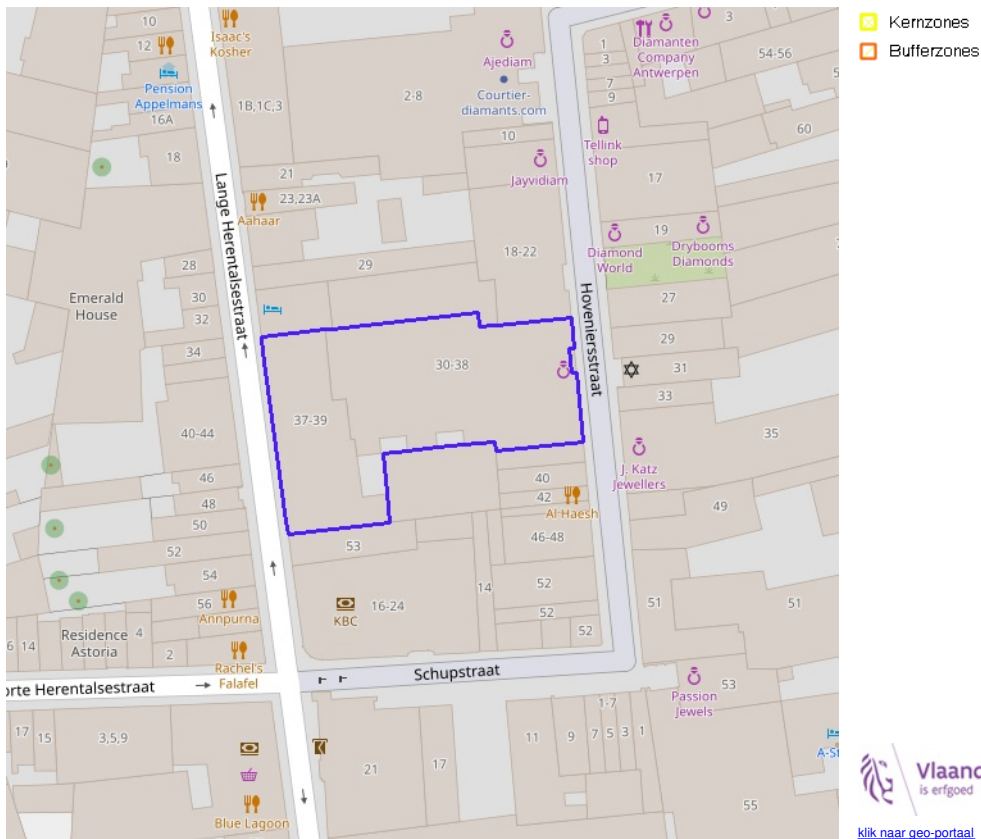 10
12
Isaac's
Kosher
Pension
Appelmans
16A
18
1B,1C,3
2-8
Ajediam
Courtier-
diamants.com
10
Jayvidiam
1
3
7
9
Diamanten
Company
Antwerpen
3
54-56
5
60
Tellink
shop
17
21
23,23A
Aahaar
Lange Herentalsestraat
29
18-22
19
Diamond
World
Drybooms
Diamonds
27
28
30
32
34
Emerald
House
Hoveniersstraat
29
31
33
35
30-38
37-39
40-44
46
48
50
52
54
56
Annpurna
J. Katz
Jewellers
49
40
42
Al Haesh
46-48
53
KBC
16-24
14
52
52
52
51
51
6
14
Residence
Astoria
4
2
Rachel's
Falafel
orte Herentalsestraat
Schupstraat
Passion
Jewels
53
17
15
3,5,9
21
17
11
9
7
5
3
1
1-7
Blue Lagoon
55
A-St
Kernzones
Bufferzones
Vlaand
is erfgoed
klik naar geo-portaal